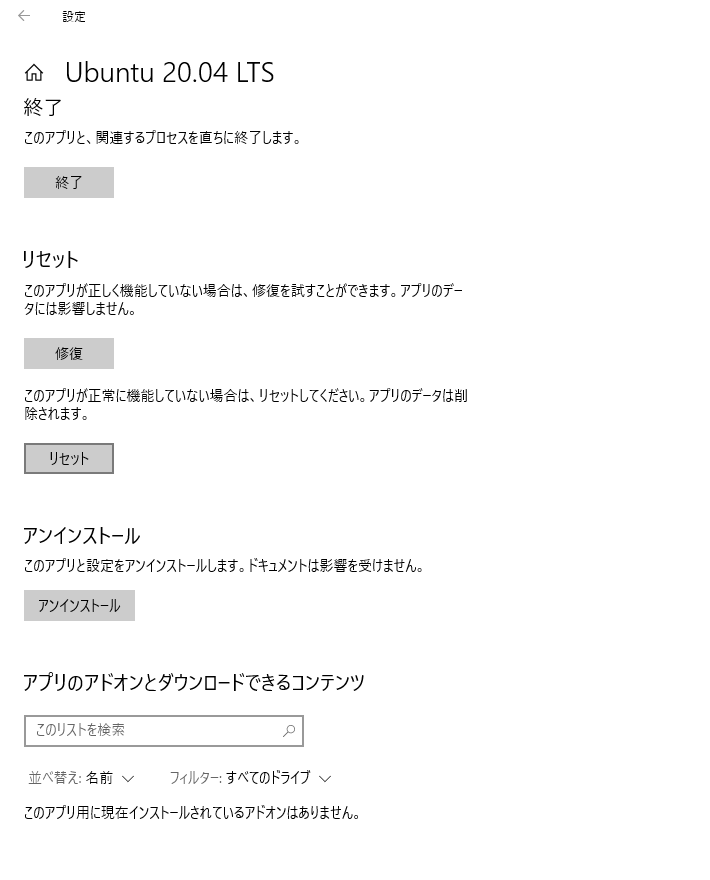 設定
Ubuntu 20.04 LTS
終了
このアプリと、関連するプロセスを直ちに終了します。
終了
リセット
このアプリが正しく機能していない場合は、修復を試すことができます。アプリのデー
タには影響しません。
修復
このアプリが正常に機能していない場合は、リセットしてください。アプリのデータは削
除されます。
リセット
アンインストール
このアプリと設定をアンインストールします。ドキュメントは影響を受けません。
アンインストール
アプリのアドオンとダウンロードできるコンテンツ
このリストを検索
並べ替え: 名前 フィルター: すべてのドライブ
このアプリ用に現在インストールされているアドオンはありません。